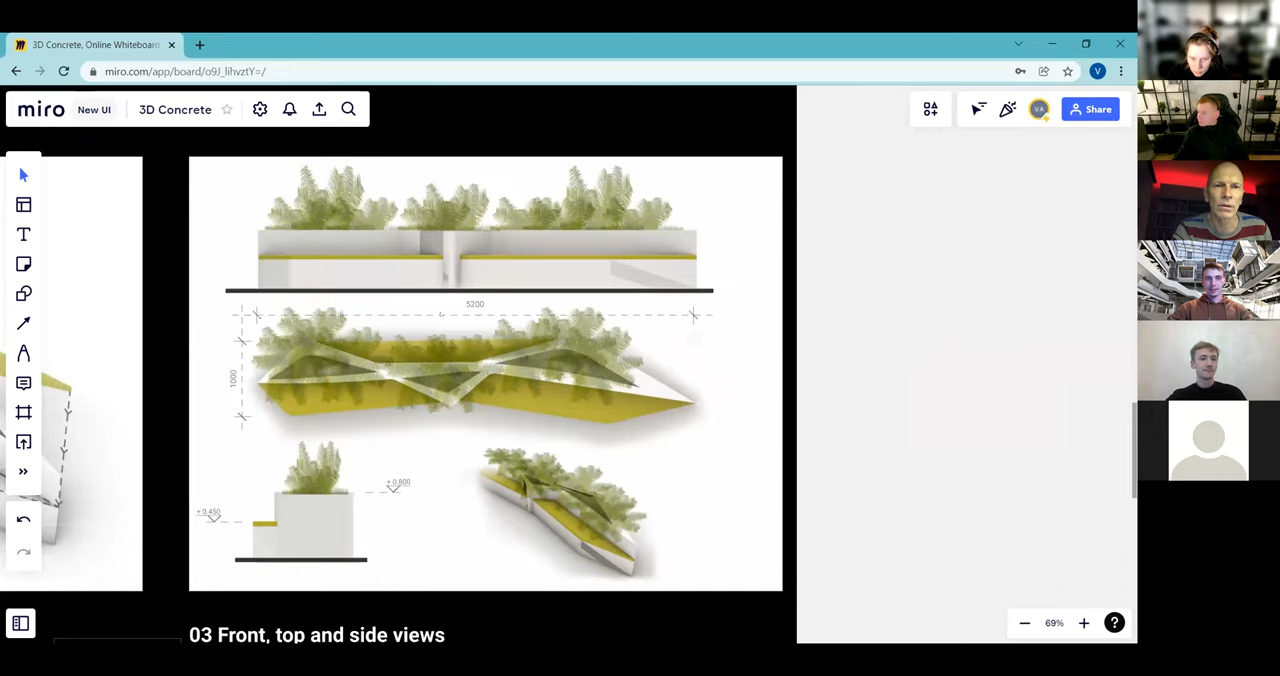 3D Concrete, Online Whiteboard
miro.com/app/board/o9J_lihvztY=/
V
miro
New UI
3D Concrete
VA
Share
5200
1000
+ 0.800
+ 0.450
03 Front, top and side views
69%
?